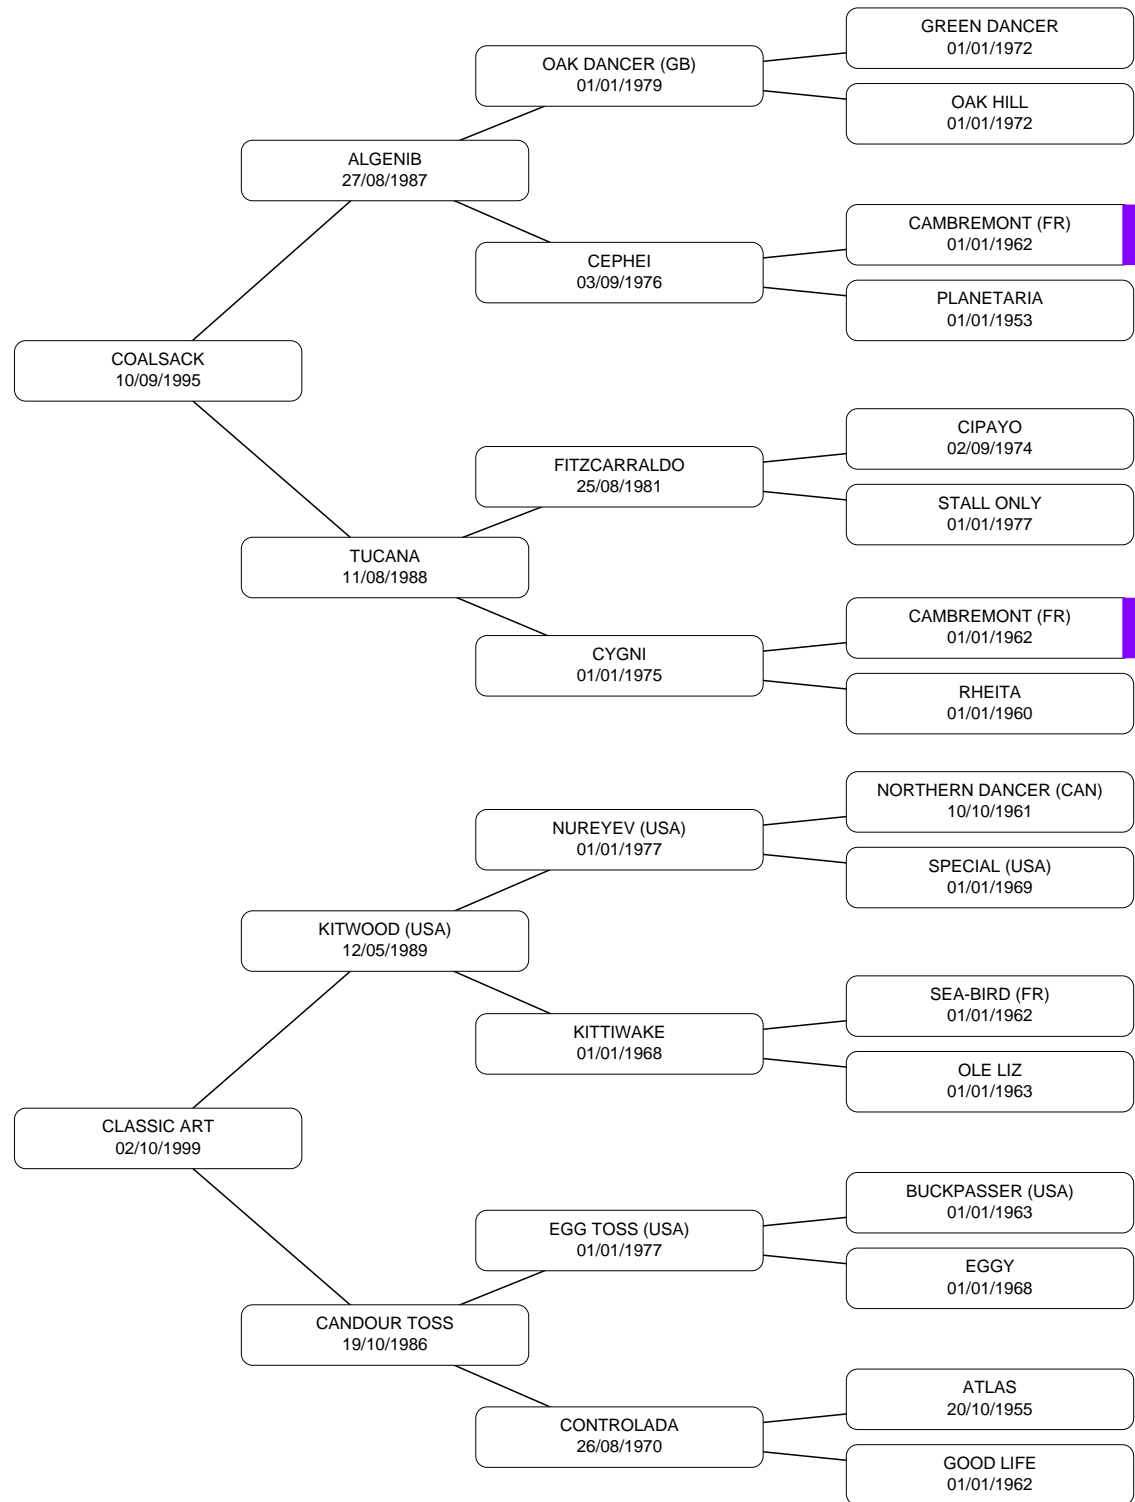 GREEN DANCER
01/01/1972
OAK DANCER (GB)
01/01/1979
OAK HILL
01/01/1972
ALGENIB
27/08/1987
CAMBREMONT (FR)
01/01/1962
CEPHEI
03/09/1976
PLANETARIA
01/01/1953
COALSACK
10/09/1995
CIPAYO
02/09/1974
FITZCARRALDO
25/08/1981
STALL ONLY
01/01/1977
TUCANA
11/08/1988
CAMBREMONT (FR)
01/01/1962
CYGNI
01/01/1975
RHEITA
01/01/1960
NORTHERN DANCER (CAN)
10/10/1961
NUREYEV (USA)
01/01/1977
SPECIAL (USA)
01/01/1969
KITWOOD (USA)
12/05/1989
SEA-BIRD (FR)
01/01/1962
KITTIWAKE
01/01/1968
OLE LIZ
01/01/1963
CLASSIC ART
02/10/1999
BUCKPASSER (USA)
01/01/1963
EGG TOSS (USA)
01/01/1977
EGGY
01/01/1968
CANDOUR TOSS
19/10/1986
ATLAS
20/10/1955
CONTROLADA
26/08/1970
GOOD LIFE
01/01/1962